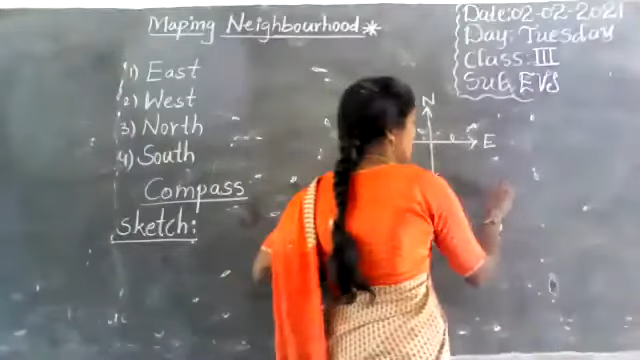 Maping Neighbourhood*
Date:02-02-2021
Day: Tuesday
Class: III
Sub: EVS
1) East
2) West
3) North
4) South
Compass
Sketch:
N
E